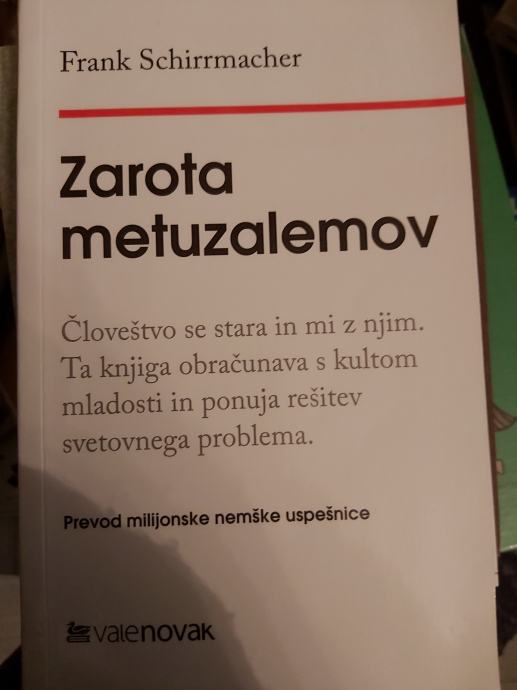 Frank Schirrmacher
Zarota
metuzalemov
Človeštvo se stara in mi z njim.
Ta knjiga obračunava s kultom
mladosti in ponuja rešitev
svetovnega problema.
Prevod milijonske nemške uspešnice
valenovak